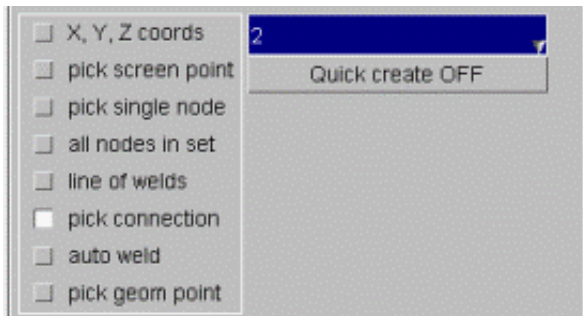 X, Y, Z coords
pick screen point
pick single node
all nodes in set
line of welds
pick connection
auto weld
pick geom point
2
Quick create OFF